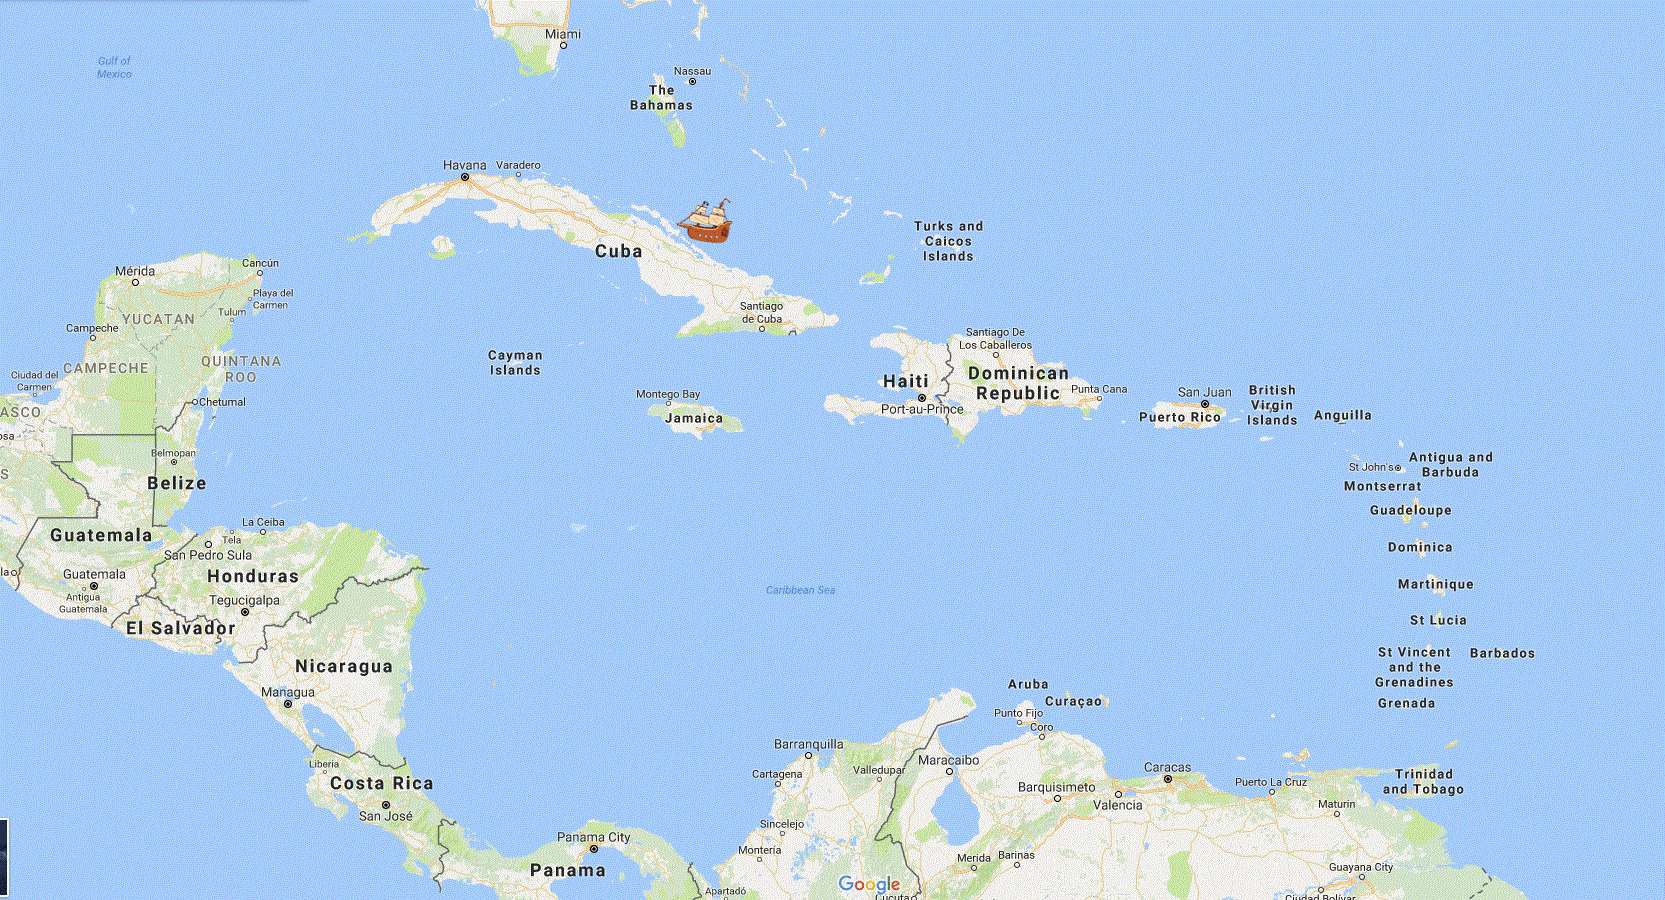 Miami
Gulf of
Mexico
Nassau
The
Bahamas
Havana
Varadero
Turks and
Caicos
Islands
Cuba
Cancún
Mérida
Playa del
Carmen
Tulum
YUCATAN
Santiago
de Cuba
Campeche
Santiago De
Los Caballeros
Cayman
Islands
QUINTANA
ROO
CAMPECHE
Ciudad del
Carmen
Haiti
Dominican
Republic
Punta Cana
San Juan
British
Virgin
Islands
Montego Bay
Chetumal
Port-au-Prince
ASCO
Jamaica
Puerto Rico
Anguilla
osa
Belmopan
St John's
Antigua and
Barbuda
S
Belize
Montserrat
Guadeloupe
La Ceiba
Guatemala
Tela
San Pedro Sula
Dominica
la
Guatemala
Honduras
Martinique
Caribbean Sea
Antigua
Guatemala
Tegucigalpa
St Lucia
El Salvador
St Vincent
and the
Grenadines
Barbados
Nicaragua
Aruba
Managua
Curaçao
Grenada
Punto Fijo
Coro
Barranquilla
Liberia
Maracaibo
Caracas
Cartagena
Valledupar
Trinidad
and Tobago
Costa Rica
Puerto La Cruz
Barquisimeto
Valencia
Maturin
San José
Sincelejo
Panama City
Montería
Merida
Barinas
Panama
Guayana City
Google
Apartadó
Cucuta
Ciudad Bolívar